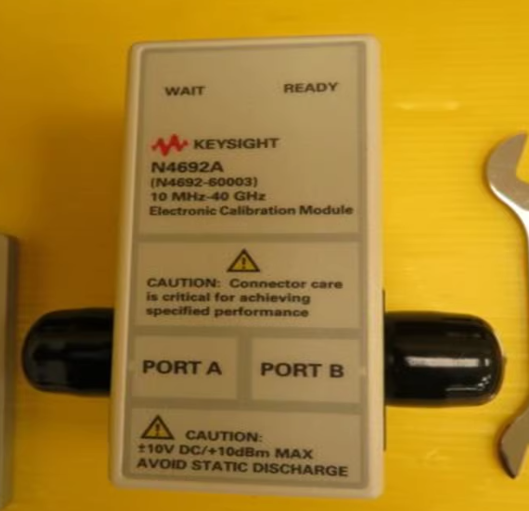 WAIT READY
KEYSIGHT
N4692A
(N4692-60003)
10 MHz-40 GHz
Electronic Calibration Module
CAUTION: Connector care
is critical for achieving
specified performance
PORT A PORT B
CAUTION:
±10V DC/+10dBm MAX
AVOID STATIC DISCHARGE